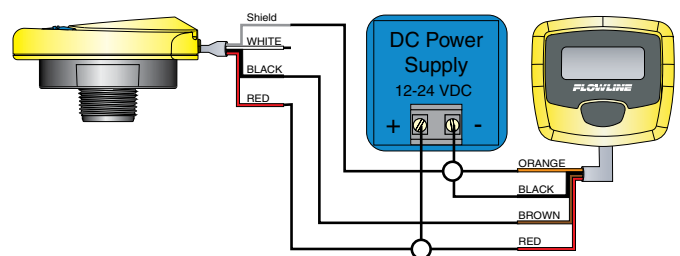 Shield
WHITE
BLACK
RED
DC Power
Supply
12-24 VDC
+ -
FLOWLINE
ORANGE
BLACK
BROWN
RED